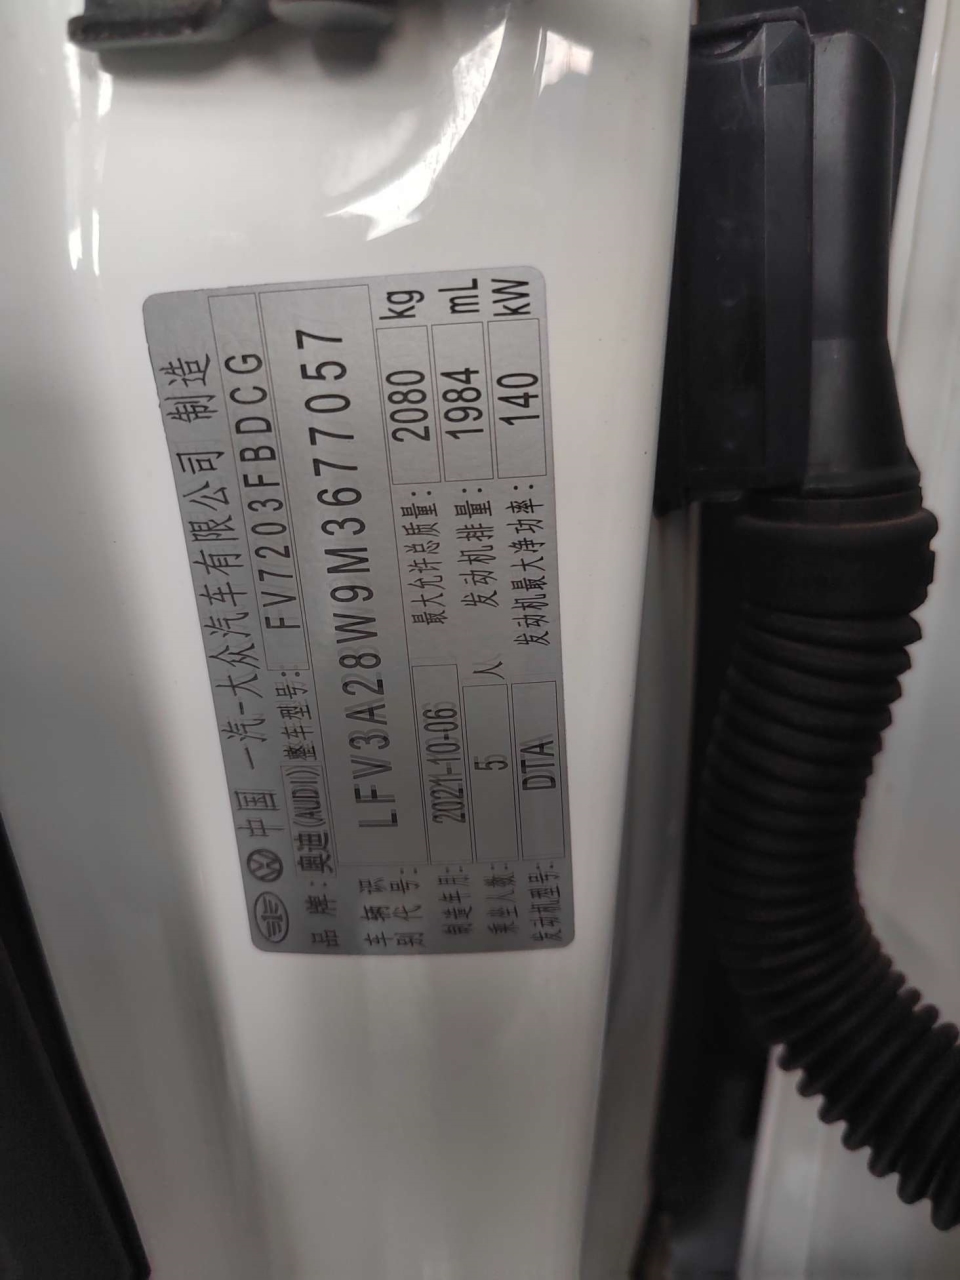 中国 一汽-大众汽车有限公司 制造
品牌:奥迪(AUDI)整车型号: FV7203FBDCG
车辆识别代号: LFV3A28W9M3677057
制造年月: 2021-10-06 最大允许总质量: 2080 kg
乘坐人数: 5 人 发动机排量: 1984 mL
发动机型号: DTA 发动机最大净功率: 140 kW